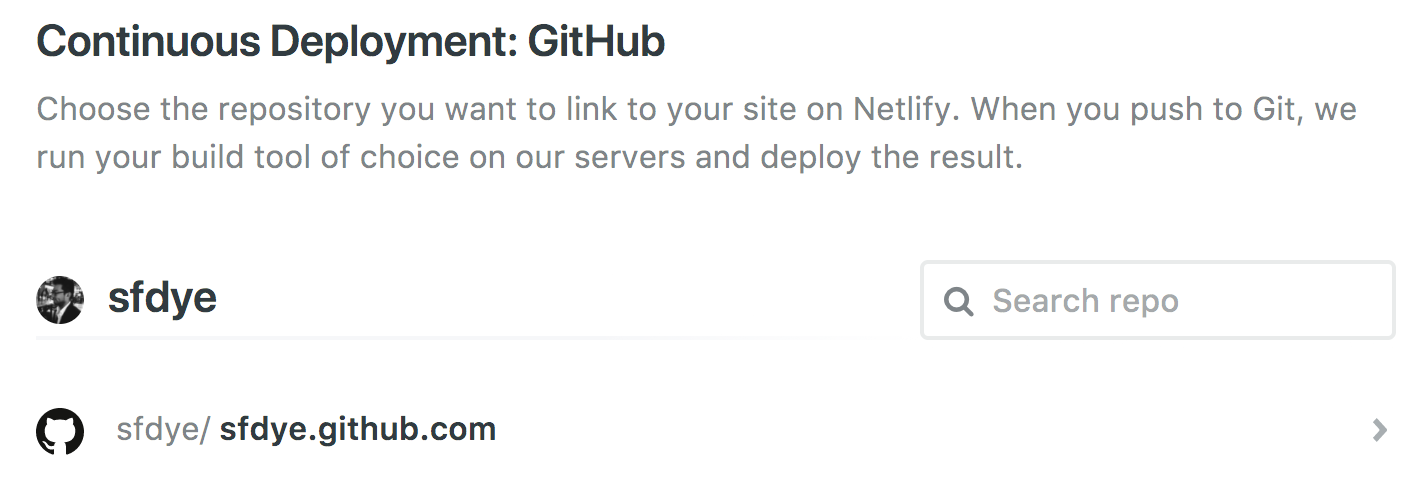 Continuous Deployment: GitHub
Choose the repository you want to link to your site on Netlify. When you push to Git, we
run your build tool of choice on our servers and deploy the result.
sfdye
Search repo
sfdye/ sfdye.github.com